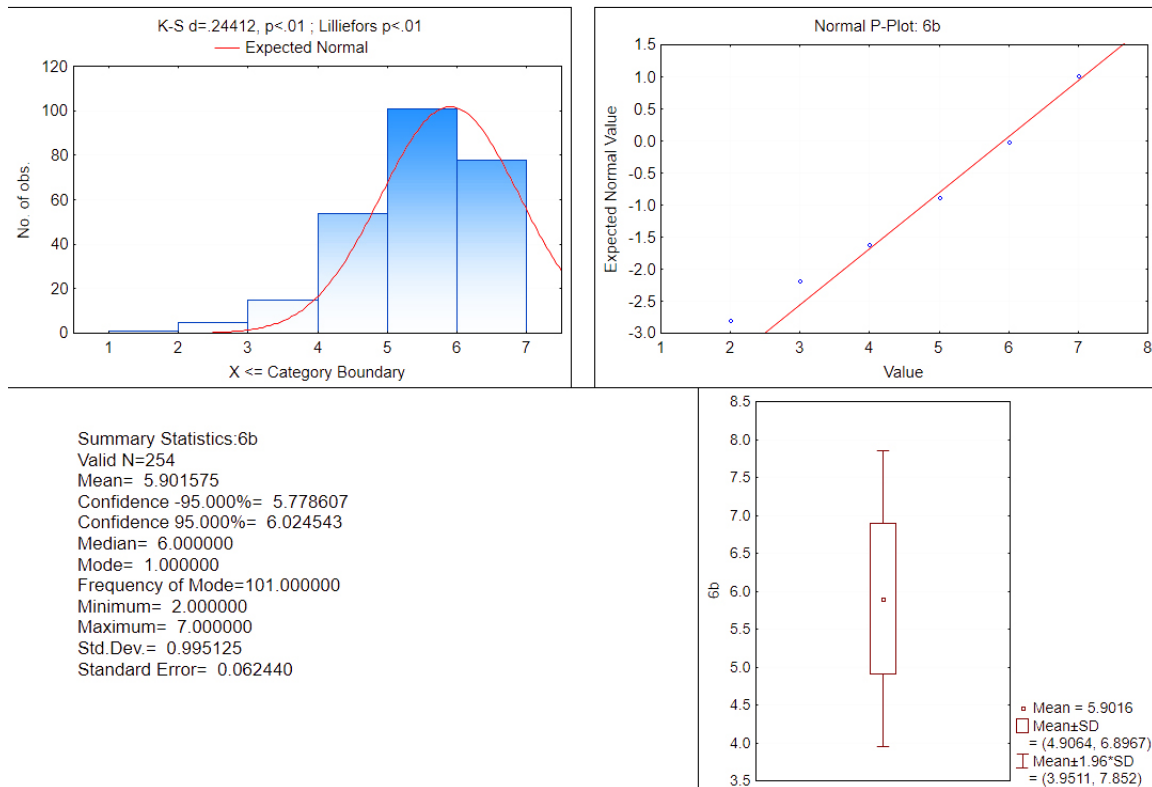 K-S d=.24412, p<.01 ; Lilliefors p<.01
Expected Normal
120
100
80
60
40
20
0
No. of obs.
1 2 3 4 5 6 7
X <= Category Boundary
Normal P-Plot: 6b
1.5
1.0
0.5
0.0
-0.5
-1.0
-1.5
-2.0
-2.5
-3.0
Expected Normal Value
1 2 3 4 5 6 7 8
Value
Summary Statistics:6b
Valid N=254
Mean= 5.901575
Confidence -95.000%= 5.778607
Confidence 95.000%= 6.024543
Median= 6.000000
Mode= 1.000000
Frequency of Mode=101.000000
Minimum= 2.000000
Maximum= 7.000000
Std.Dev.= 0.995125
Standard Error= 0.062440
8.5
8.0
7.5
7.0
6.5
6.0
5.5
5.0
4.5
4.0
3.5
6b
Mean = 5.9016
Mean±SD
= (4.9064, 6.8967)
Mean±1.96*SD
= (3.9511, 7.852)